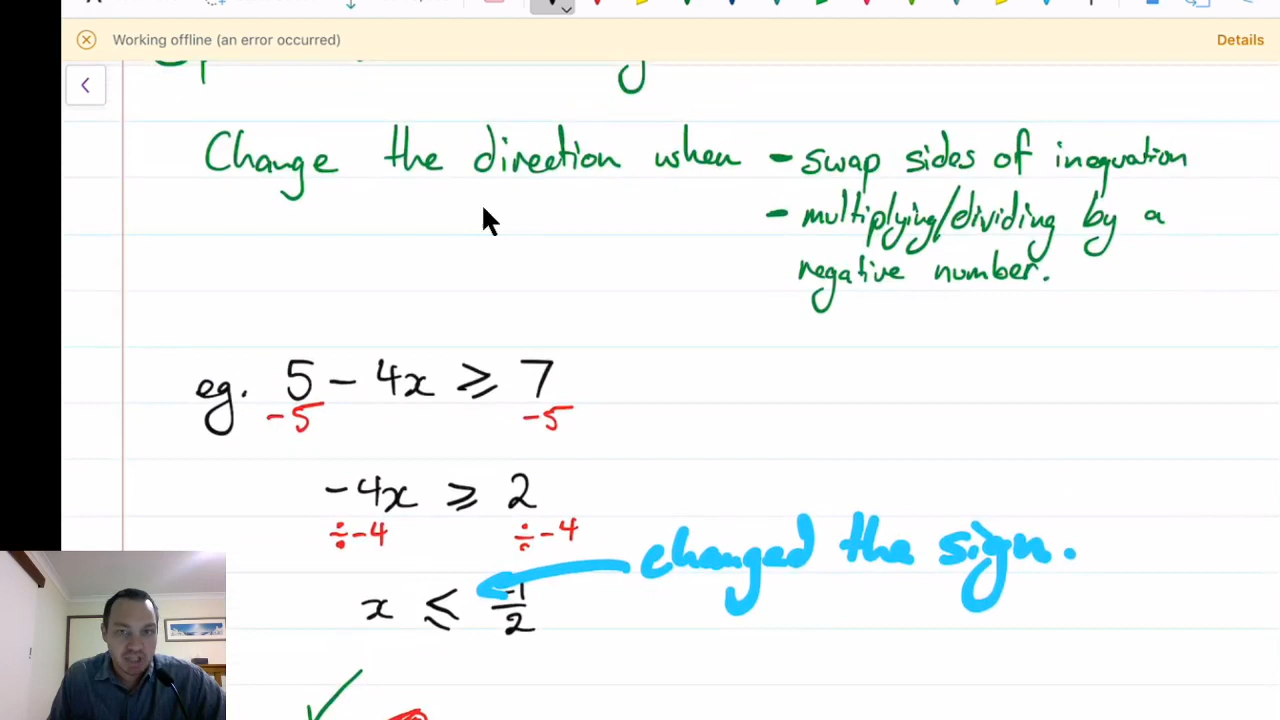 Working offline (an error occurred)
Details
Change the direction when - swap sides of inequation
- multiplying/dividing by a
negative number.
eg. 5 - 4x ≥ 7
-5 -5
-4x ≥ 2
÷-4 ÷-4
changed the sign.
x ≤ -1/2